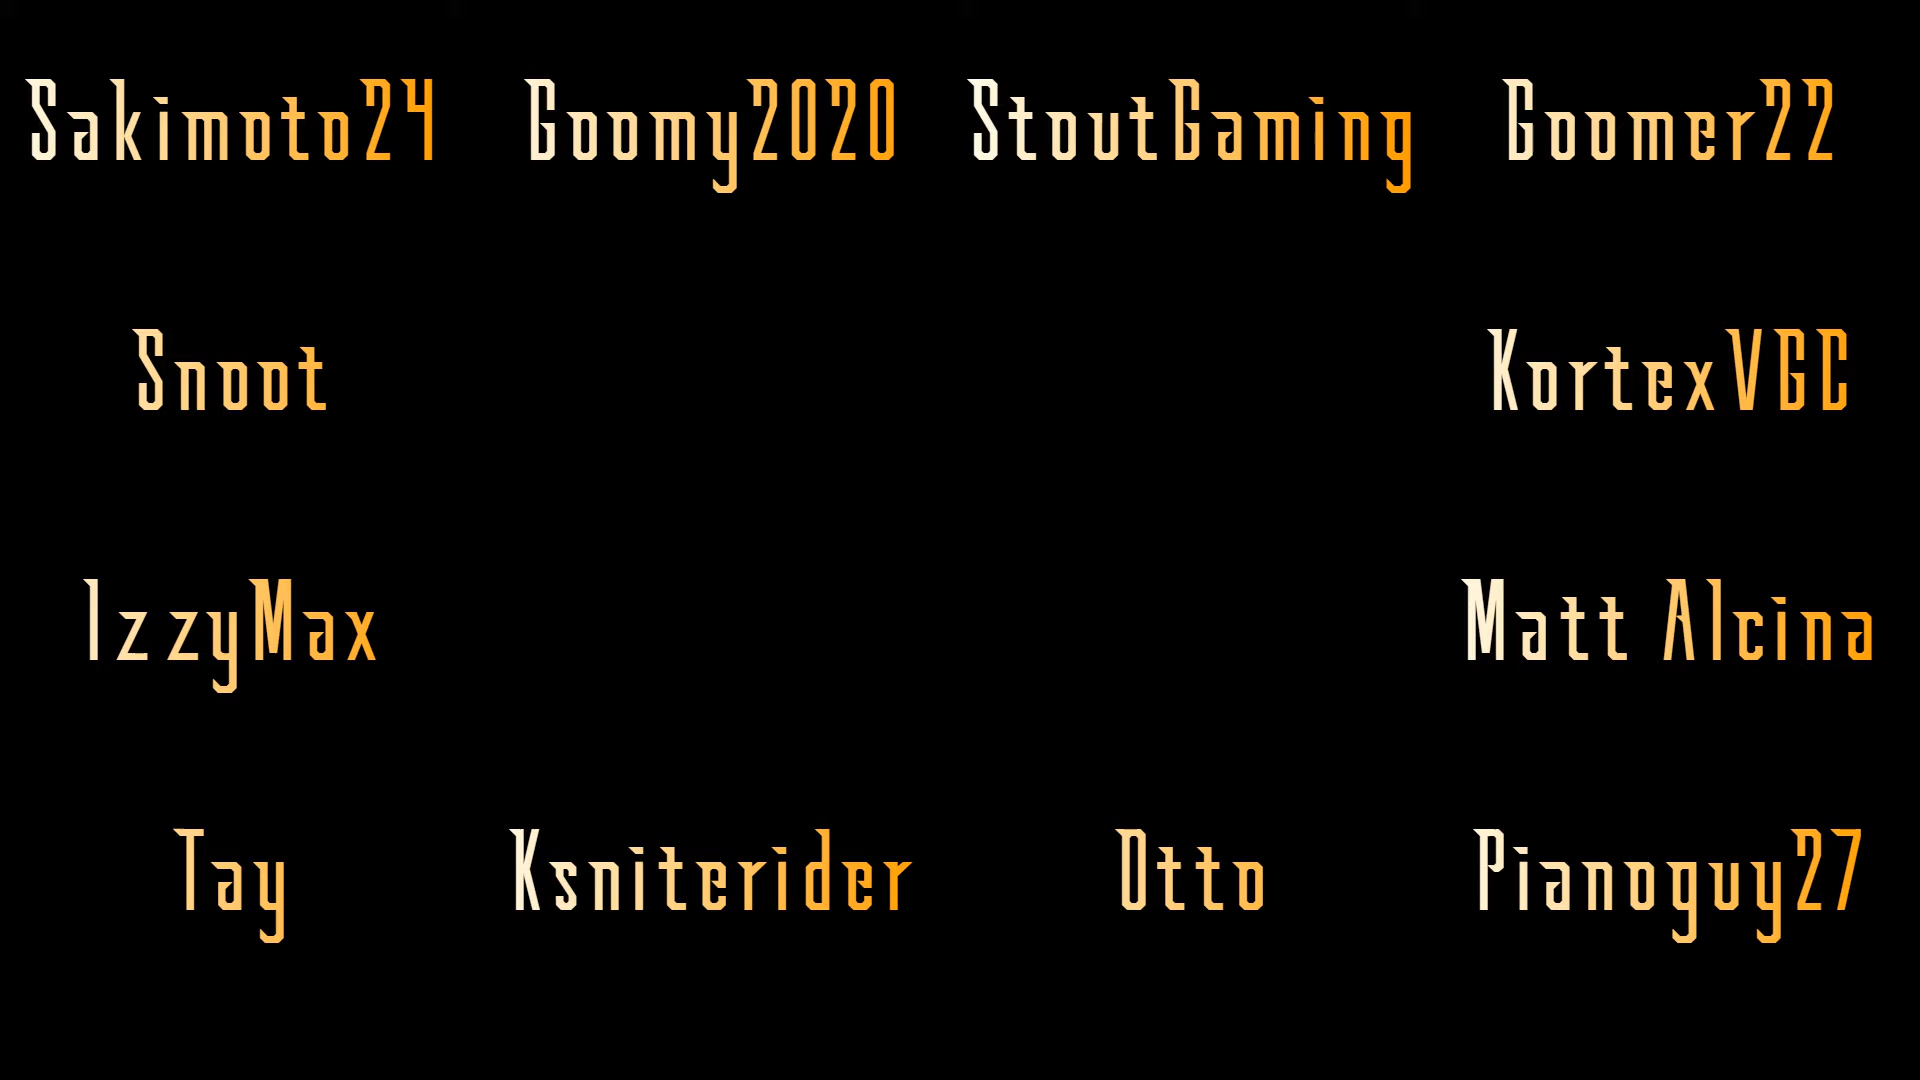 Sakimoto24 Goomy2020 StoutGaming Goomer22
Snoot KortexVGC
IzzyMax Matt Alcina
Tay Ksniterider Otto Pianoguy27